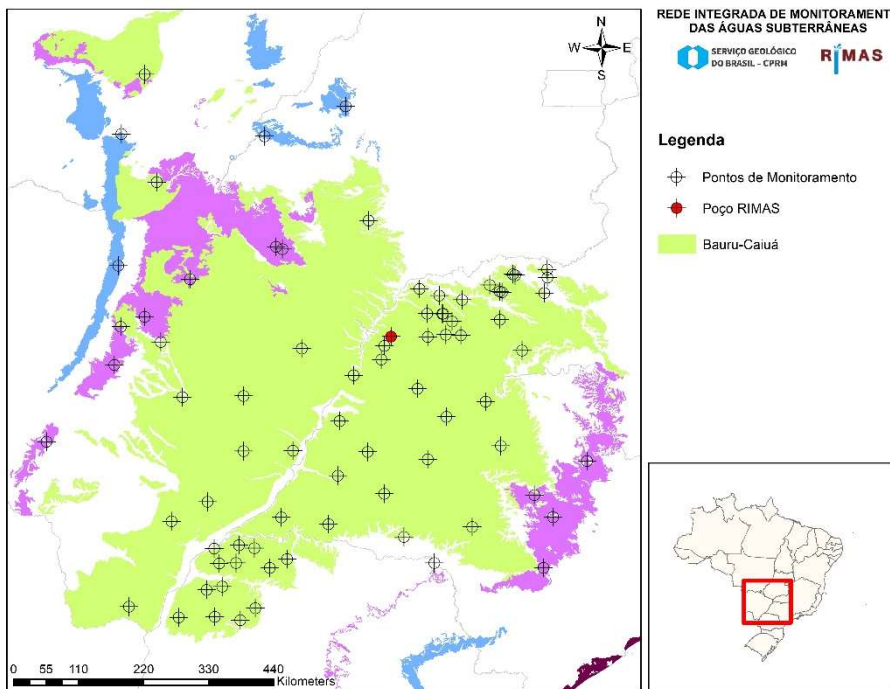 REDE INTEGRADA DE MONITORAMENT
DAS ÁGUAS SUBTERRÂNEAS
SERVIÇO GEOLÓGICO
DO BRASIL – CPRM
RIMAS
N
W
E
S
Legenda
Pontos de Monitoramento
Poço RIMAS
Bauru-Caiuá
0 55 110 220 330 440
Kilometers